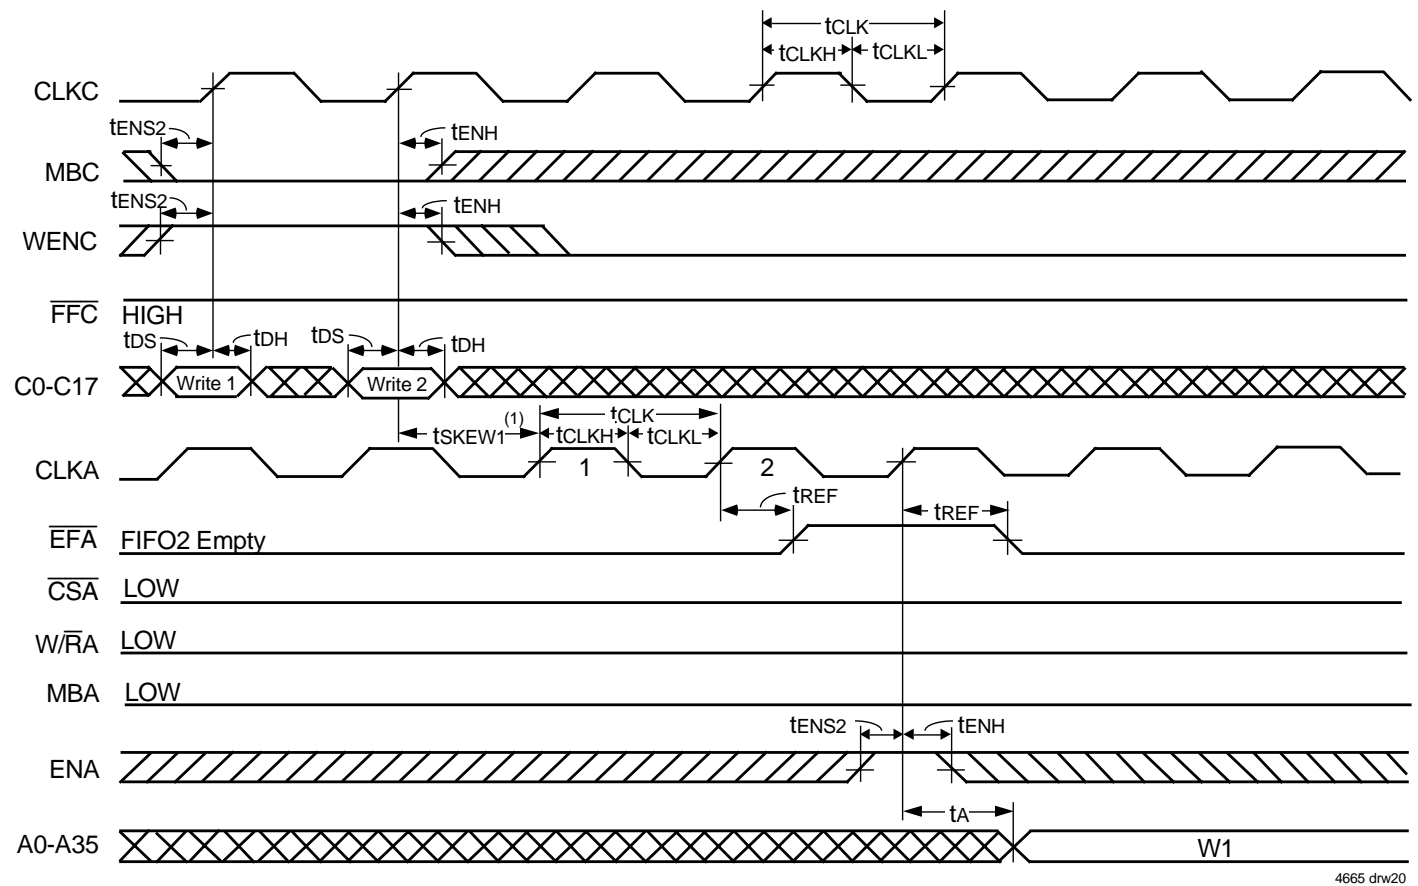 tCLK
tCLKH tCLKL
CLKC
tENS2 tENH
MBC
tENS2 tENH
WENC
FFC HIGH
tDS tDH tDS tDH
C0-C17 Write 1 Write 2
tSKEW1(1) tCLK
tCLKH tCLKL
CLKA 1 2
tREF tREF
EFA FIFO2 Empty
CSA LOW
W/RA LOW
MBA LOW
tENS2 tENH
ENA
tA
A0-A35 W1
4665 drw20